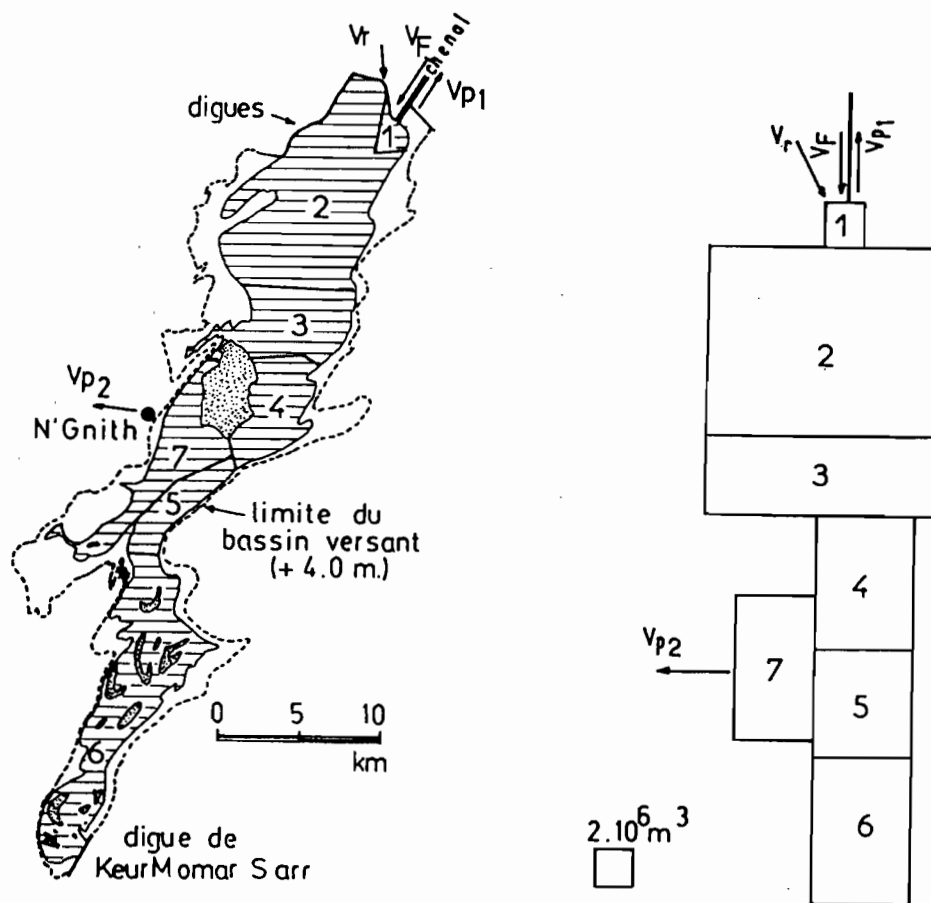 Vr
VF
chenal
Vp1
digues
1
2
3
4
Vp2
N'Gnith
7
5
limite du
bassin versant
(+ 4.0 m.)
0 5 10
km
6
digue de
KeurMomar Sarr
Vr
VF
Vp1
1
2
3
4
Vp2
7
5
6
2.10⁶m³